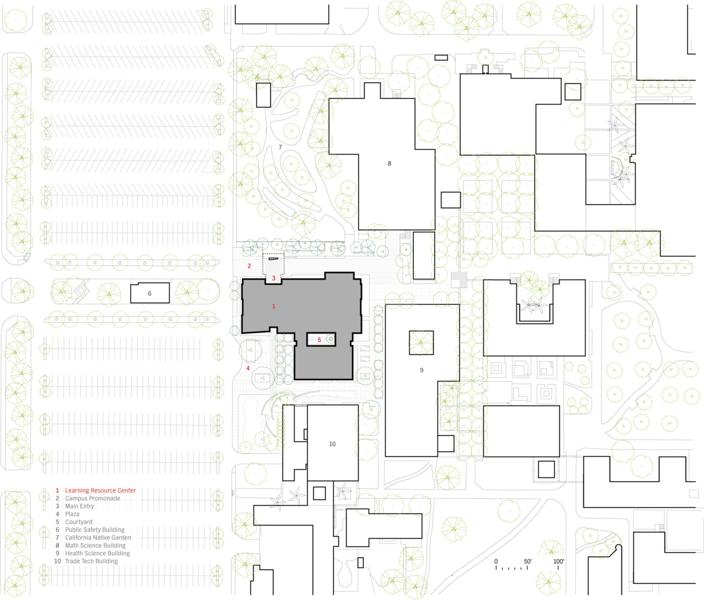 7
8
2
3
6
1
5
4
9
10
1 Learning Resource Center
2 Campus Promonade
3 Main Entry
4 Plaza
5 Courtyard
6 Public Safety Building
7 California Native Garden
8 Math Science Building
9 Health Science Building
10 Trade Tech Building
0 50' 100'